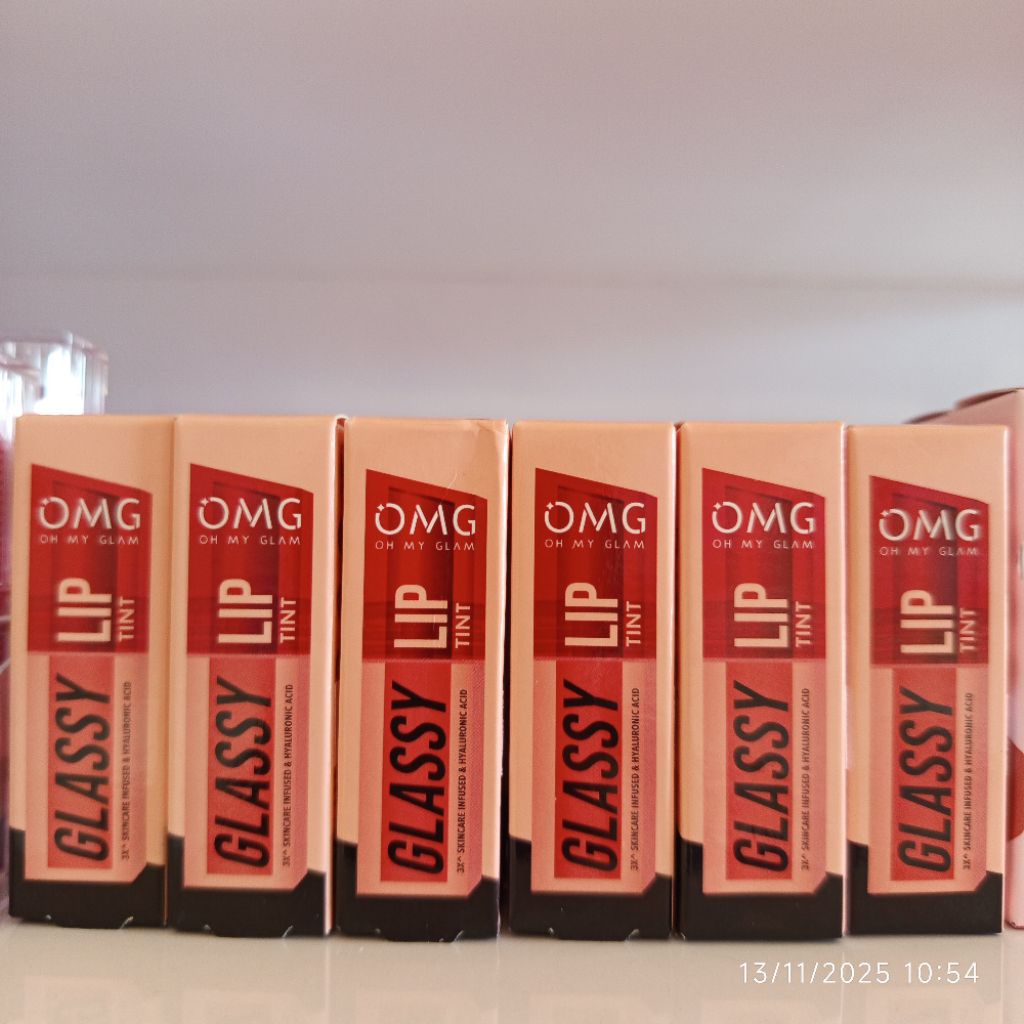 OMG
OH MY GLAM
LIP
TINT
GLASSY
3X^ SKINCARE INFUSED & HYALURONIC ACID
OMG
OH MY GLAM
LIP
TINT
GLASSY
3X^ SKINCARE INFUSED & HYALURONIC ACID
OMG
OH MY GLAM
LIP
TINT
GLASSY
3X^ SKINCARE INFUSED & HYALURONIC ACID
OMG
OH MY GLAM
LIP
TINT
GLASSY
3X^ SKINCARE INFUSED & HYALURONIC ACID
OMG
OH MY GLAM
LIP
TINT
GLASSY
3X^ SKINCARE INFUSED & HYALURONIC ACID
OMG
OH MY GLAM
LIP
TINT
GLASSY
3X^ SKINCARE INFUSED & HYALURONIC ACID
13/11/2025 10:54